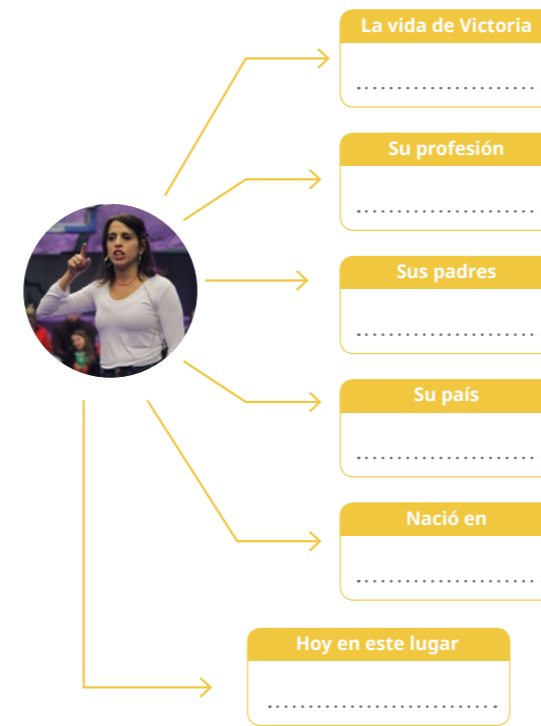 La vida de Victoria
Su profesión
Sus padres
Su país
Nació en
Hoy en este lugar